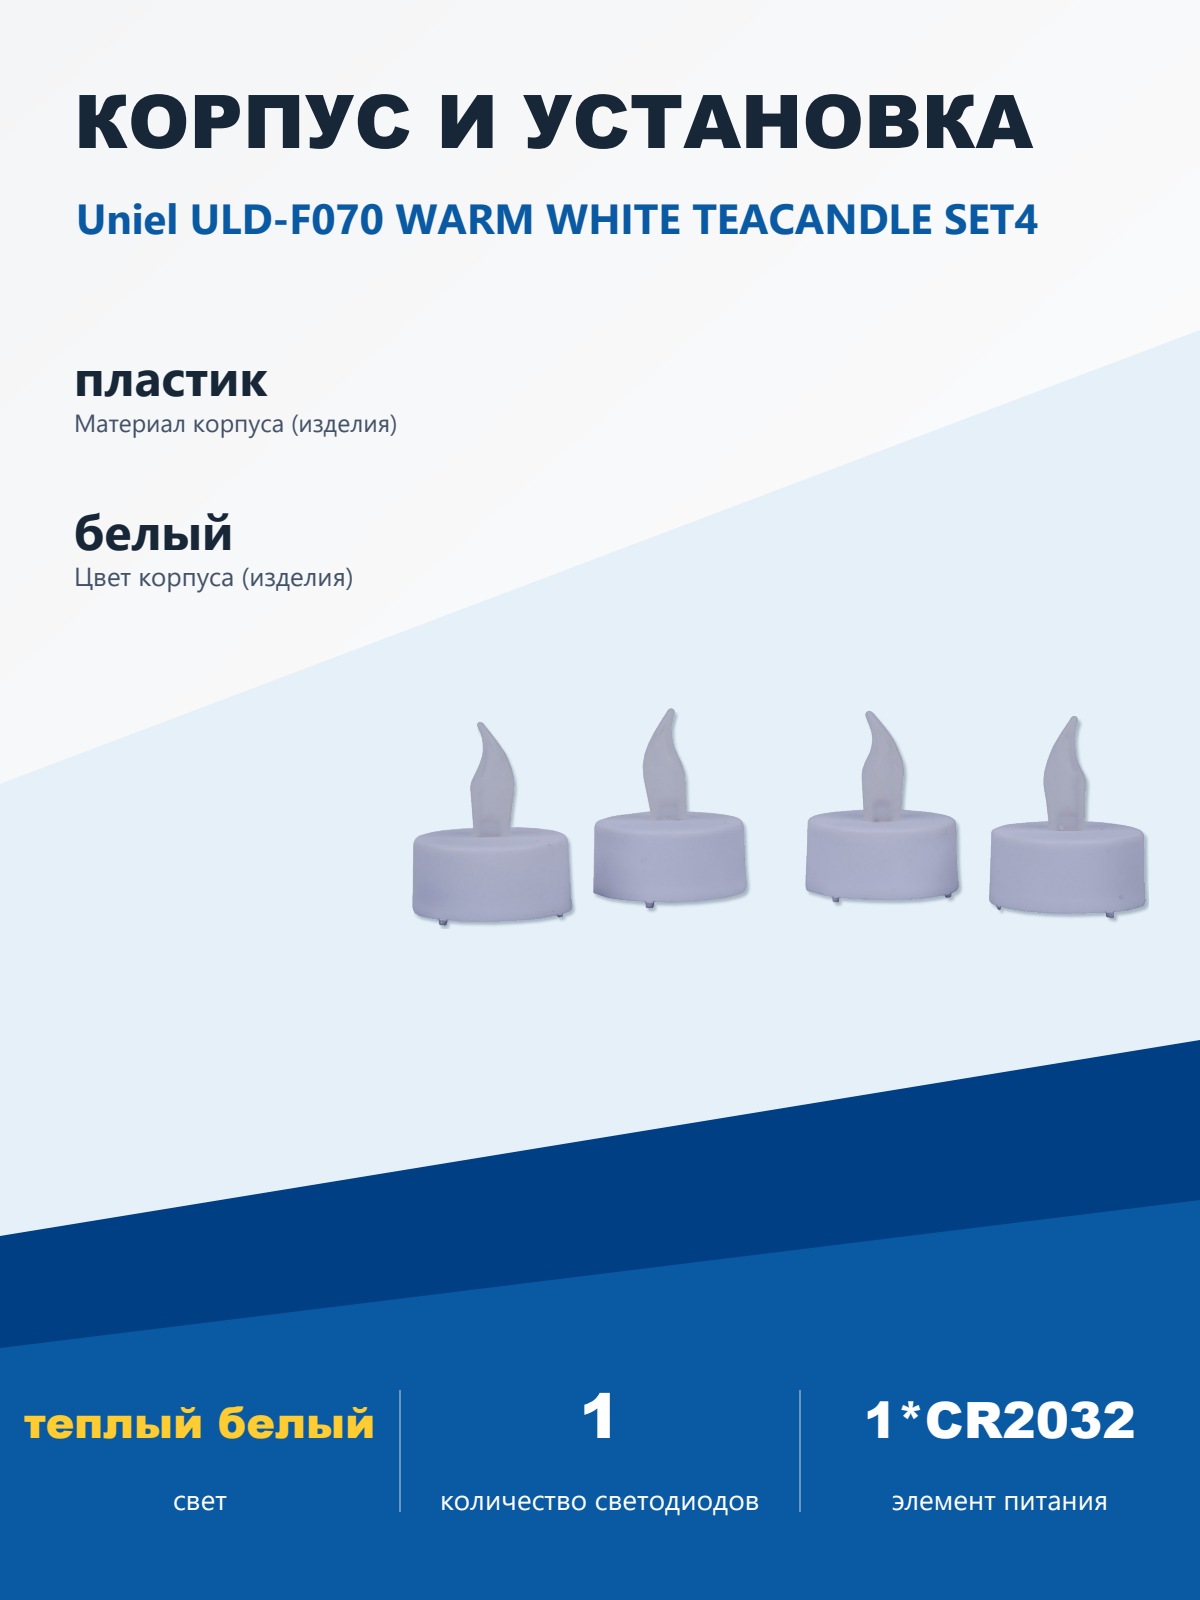 КОРПУС И УСТАНОВКА
Uniel ULD-F070 WARM WHITE TEACANDLE SET4
пластик
Материал корпуса (изделия)
белый
Цвет корпуса (изделия)
теплый белый
свет
1
количество светодиодов
1*CR2032
элемент питания